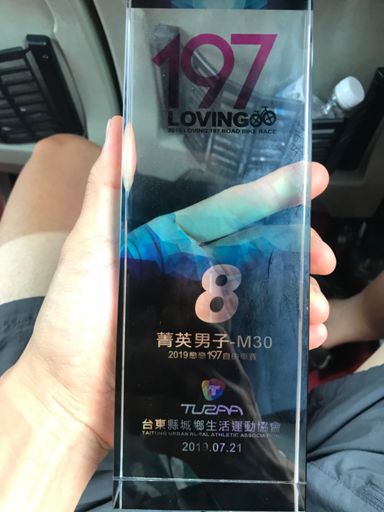 197
LOVING
2019 LOVING 197 ROAD BIKE RACE
8
菁英男子-M30
2019戀戀197自由車賽
TUZPA
台東縣城鄉生活運動協會
TAITUNG URBAN RURAL ATHLETIC ASSOCIATION
2019.07.21